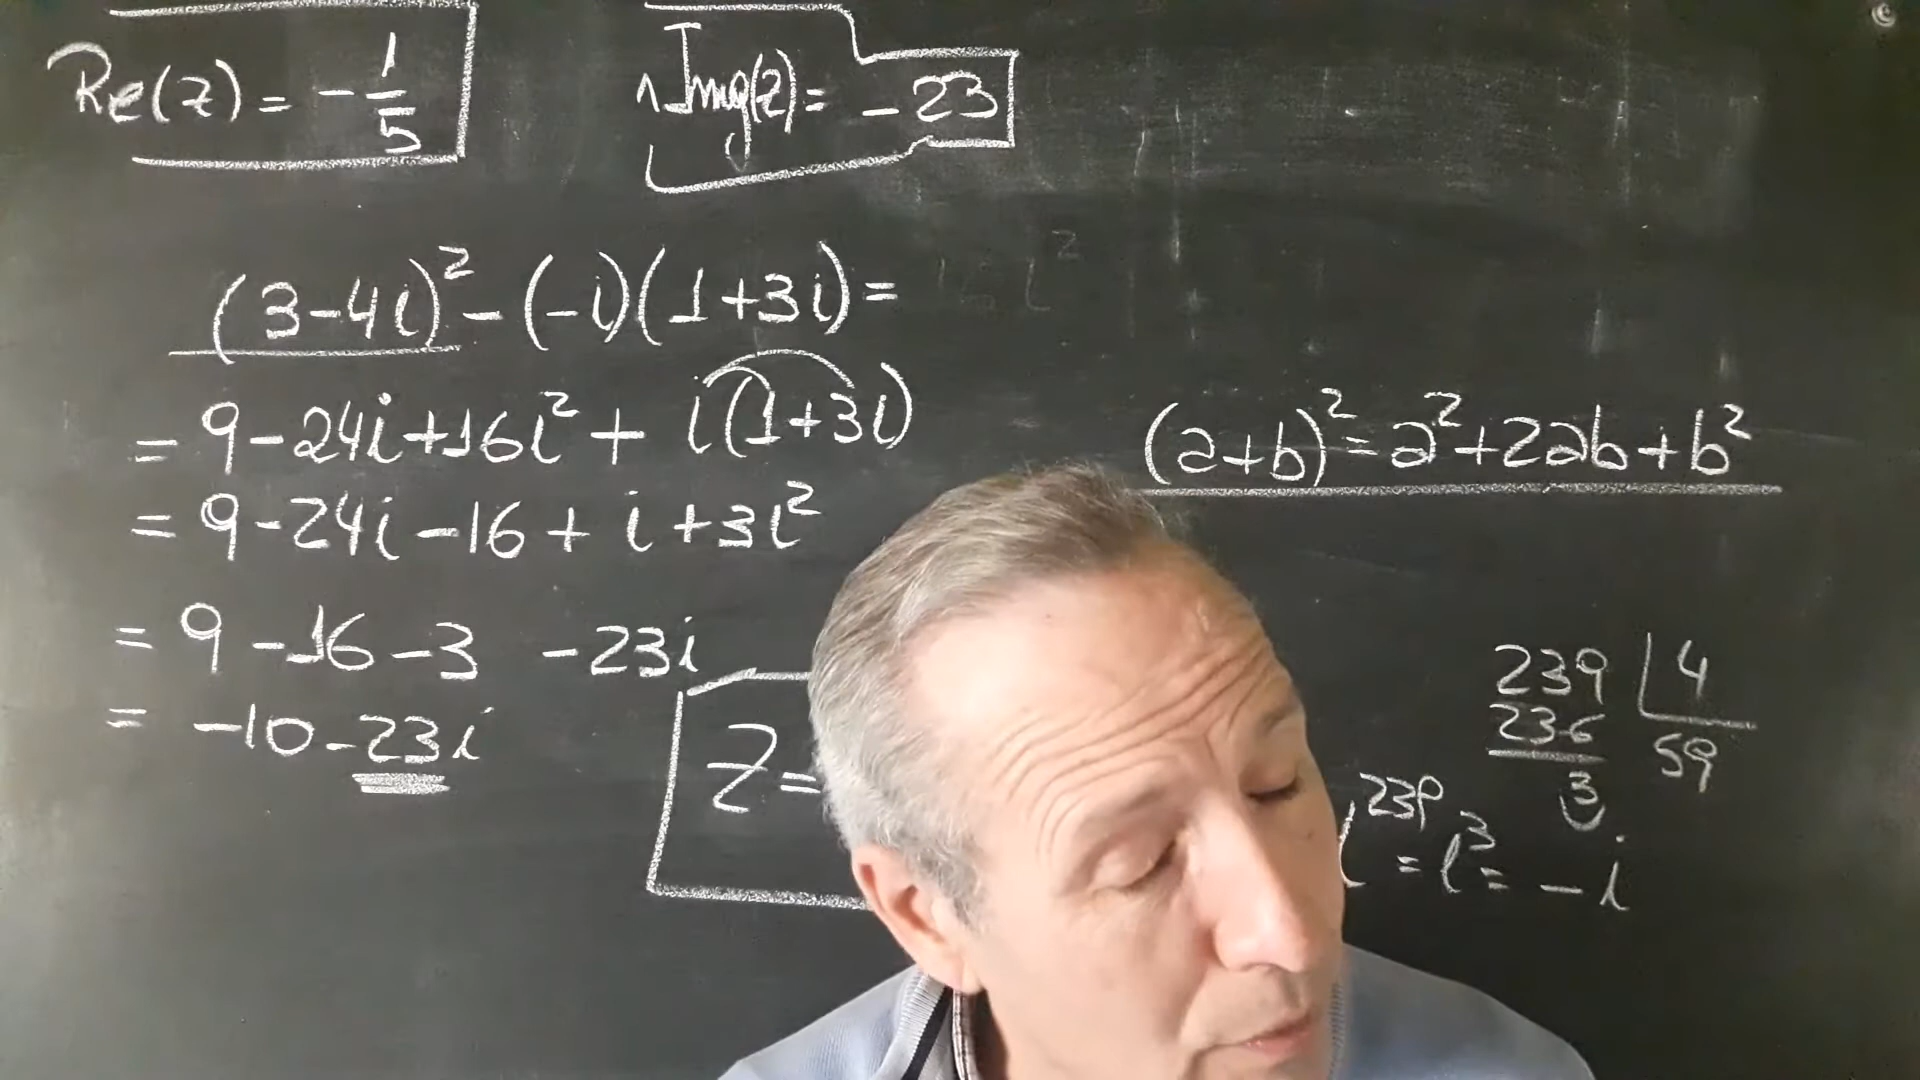 Re(z) = -1/5
Img(z) = -23
(3-4i)² - (-i)(1+3i) =
= 9-24i+16i² + i(1+3i)
= 9-24i-16 + i +3i²
= 9-16-3 -23i
= -10-23i
z=
(a+b)² = a²+2ab+b²
239 | 4
236 59
3
i²³⁹ = i³ = -i